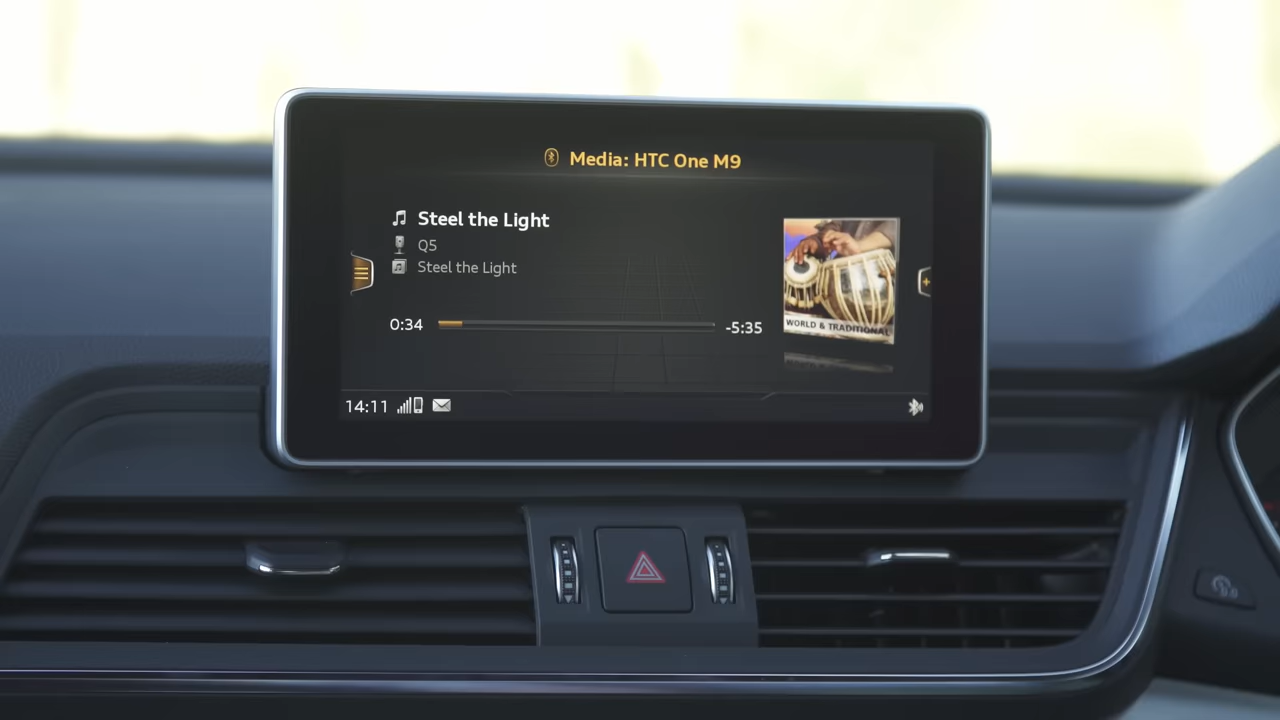 Media: HTC One M9
Steel the Light
Q5
Steel the Light
0:34
-5:35
WORLD & TRADITIONAL
14:11